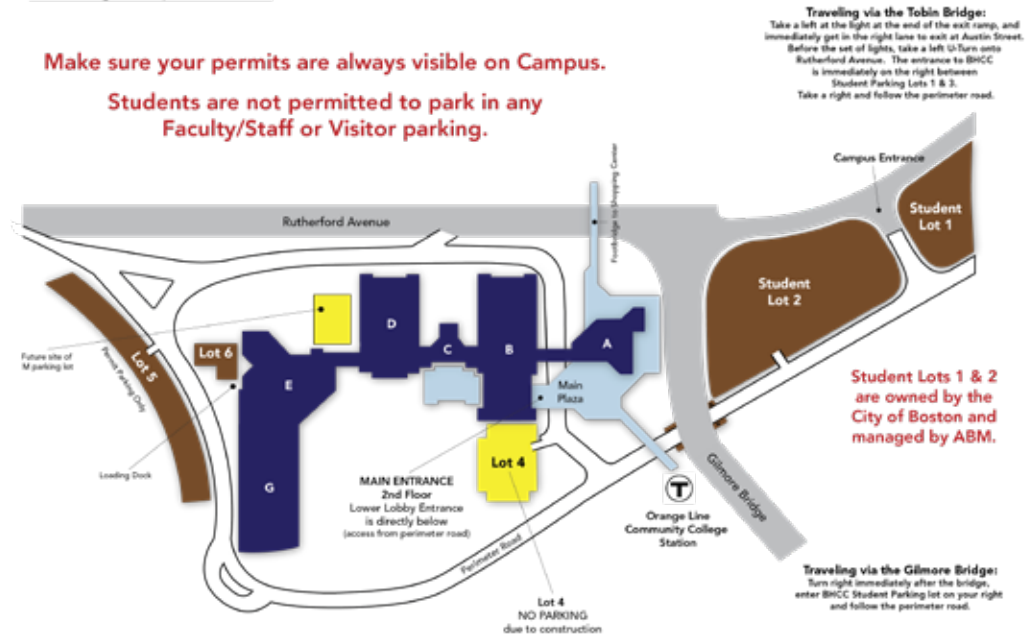 Traveling via the Tobin Bridge:
Take a left at the light at the end of the exit ramp, and
immediately get in the right lane to exit at Austin Street.
Before the set of lights, take a left U-Turn onto
Rutherford Avenue. The entrance to BHCC
is immediately on the right between
Student Parking Lots 1 & 3.
Take a right and follow the perimeter road.
Make sure your permits are always visible on Campus.
Students are not permitted to park in any
Faculty/Staff or Visitor parking.
Footbridge to Shopping Center
Campus Entrance
Rutherford Avenue
Student
Lot 1
Student
Lot 2
D
C
B
A
E
G
Lot 6
Lot 5
Permit Parking Only
Future site of
M parking lot
Loading Dock
Main
Plaza
Lot 4
MAIN ENTRANCE
2nd Floor
Lower Lobby Entrance
is directly below
(access from perimeter road)
Student Lots 1 & 2
are owned by the
City of Boston and
managed by ABM.
T
Orange Line
Community College
Station
Gilmore Bridge
Perimeter Road
Lot 4
NO PARKING
due to construction
Traveling via the Gilmore Bridge:
Turn right immediately after the bridge,
enter BHCC Student Parking lot on your right
and follow the perimeter road.